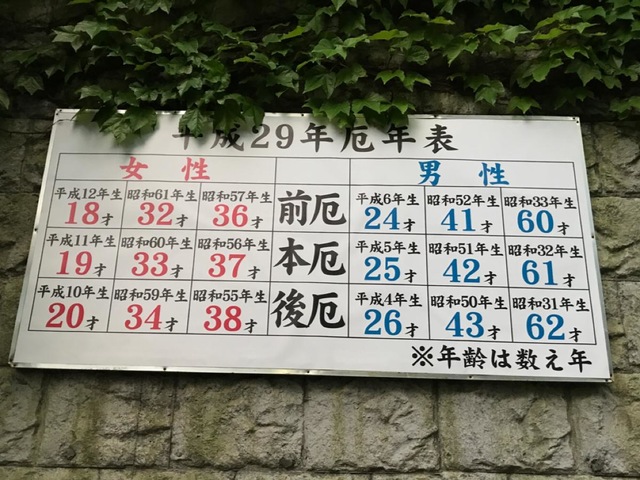 平成29年厄年表
女性 男性
平成12年生 昭和61年生 昭和57年生 前厄 平成6年生 昭和52年生 昭和33年生
18才 32才 36才 24才 41才 60才
平成11年生 昭和60年生 昭和56年生 本厄 平成5年生 昭和51年生 昭和32年生
19才 33才 37才 25才 42才 61才
平成10年生 昭和59年生 昭和55年生 後厄 平成4年生 昭和50年生 昭和31年生
20才 34才 38才 26才 43才 62才
※年齢は数え年